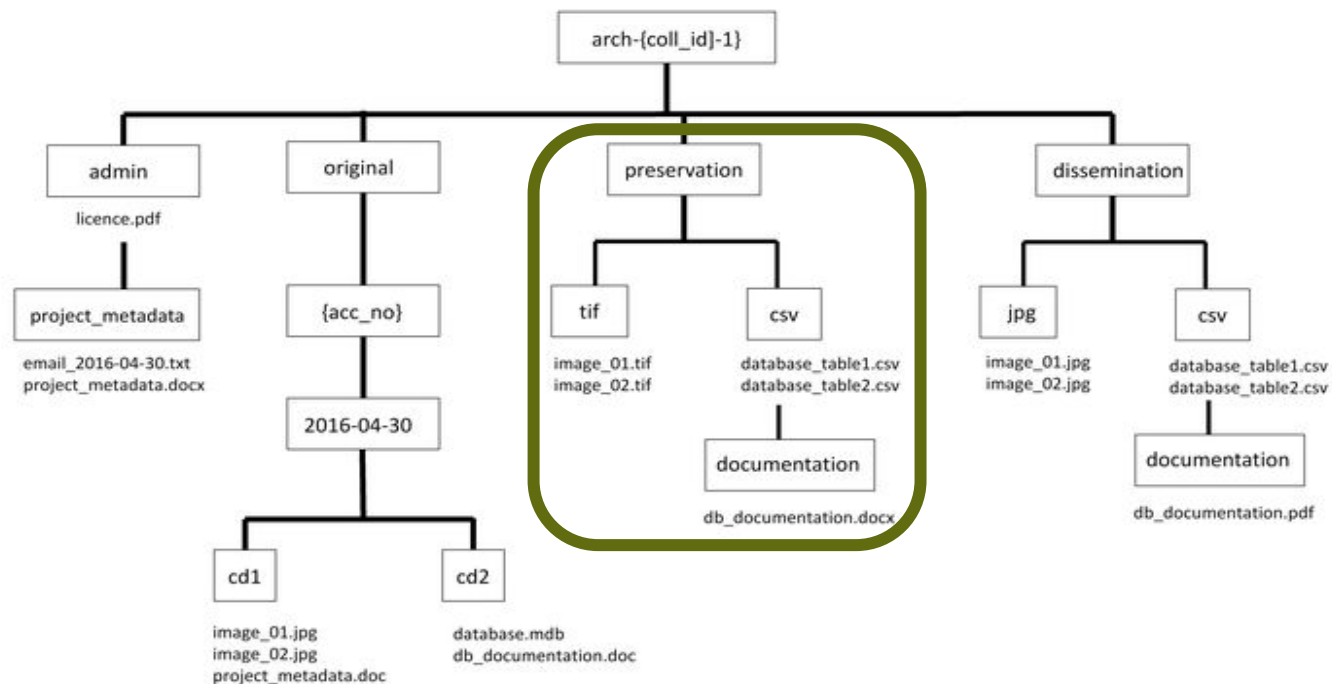 arch-{coll_id]-1}
admin
original
preservation
dissemination
licence.pdf
project_metadata
{acc_no}
tif
csv
jpg
csv
email_2016-04-30.txt
project_metadata.docx
image_01.tif
image_02.tif
database_table1.csv
database_table2.csv
image_01.jpg
image_02.jpg
database_table1.csv
database_table2.csv
2016-04-30
documentation
documentation
db_documentation.docx
db_documentation.pdf
cd1
cd2
image_01.jpg
image_02.jpg
project_metadata.doc
database.mdb
db_documentation.doc